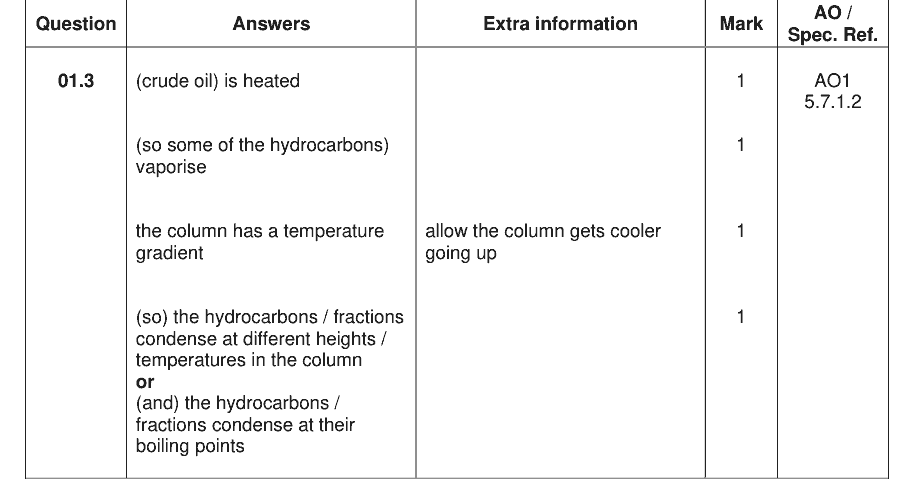 Question Answers Extra information Mark AO /
Spec. Ref.
01.3 (crude oil) is heated 1 AO1
5.7.1.2
(so some of the hydrocarbons) 1
vaporise
the column has a temperature allow the column gets cooler 1
gradient going up
(so) the hydrocarbons / fractions 1
condense at different heights /
temperatures in the column
or
(and) the hydrocarbons /
fractions condense at their
boiling points